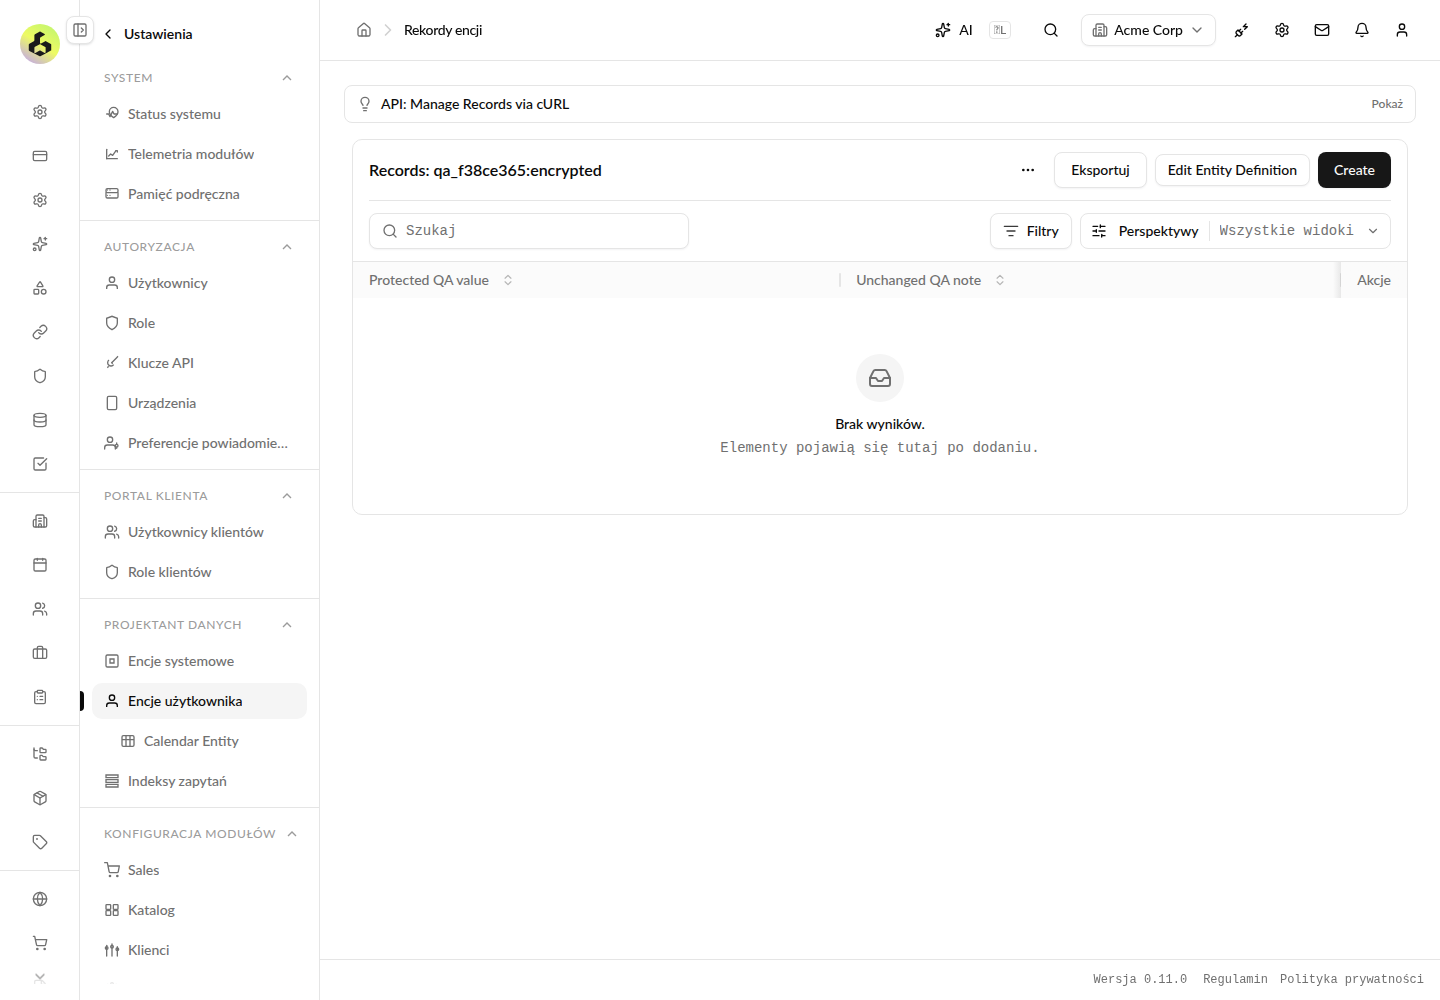 Ustawienia
Rekordy encji
AI
L
Acme Corp
SYSTEM
Status systemu
Telemetria modułów
Pamięć podręczna
AUTORYZACJA
Użytkownicy
Role
Klucze API
Urządzenia
Preferencje powiadomie...
PORTAL KLIENTA
Użytkownicy klientów
Role klientów
PROJEKTANT DANYCH
Encje systemowe
Encje użytkownika
Calendar Entity
Indeksy zapytań
KONFIGURACJA MODUŁÓW
Sales
Katalog
Klienci
API: Manage Records via cURL
Pokaż
Records: qa_f38ce365:encrypted
Eksportuj
Edit Entity Definition
Create
Szukaj
Filtry
Perspektywy
Wszystkie widoki
Protected QA value
Unchanged QA note
Akcje
Brak wyników.
Elementy pojawią się tutaj po dodaniu.
Wersja 0.11.0
Regulamin
Polityka prywatności